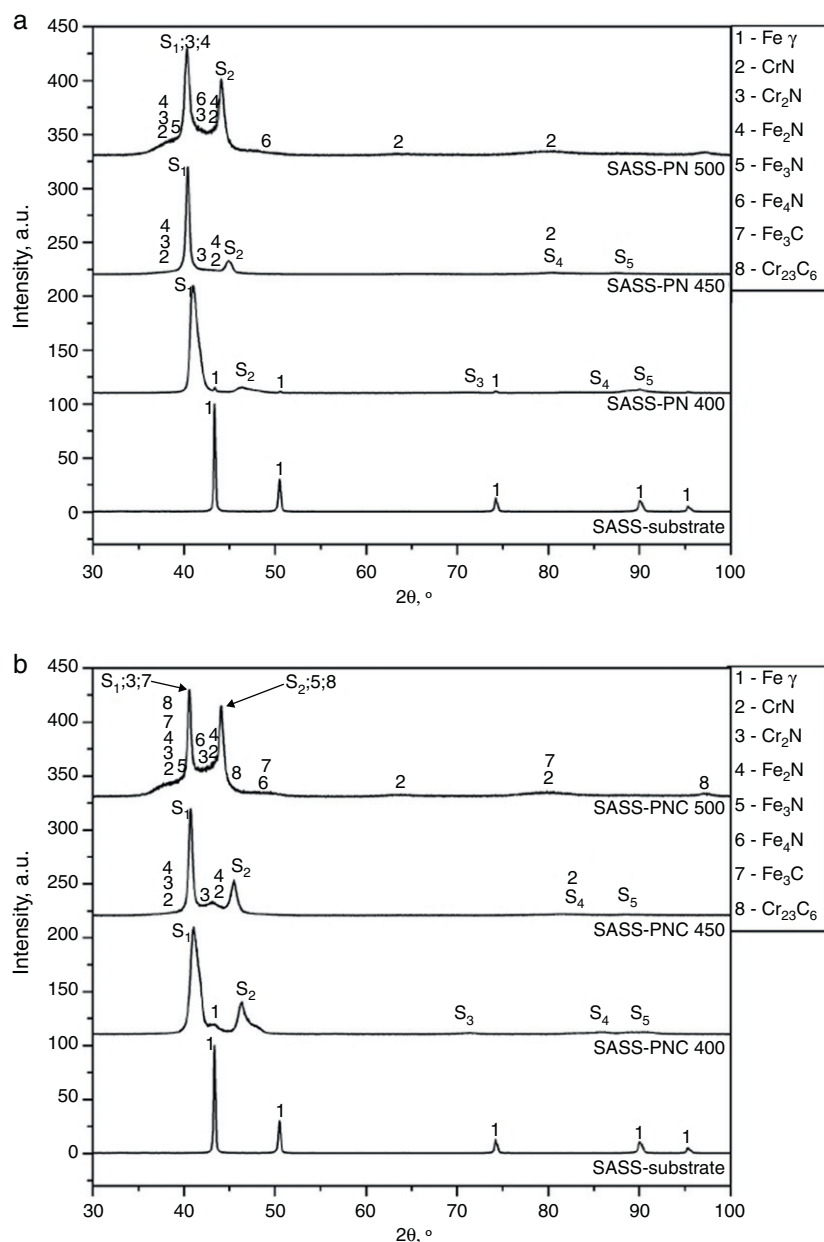 a
450
400
350
300
250
200
150
100
50
0
Intensity, a.u.
S₁;3;4
S₂
4
3
2
5
6
3
4
2
6
2
2
SASS-PN 500
S₁
4
3
2
3
4
2
S₂
2
S₄
S₅
SASS-PN 450
S₁
1
S₂
1
S₃
1
S₄
S₅
SASS-PN 400
1
1
1
1
1
SASS-substrate
30 40 50 60 70 80 90 100
2θ, °
1 - Fe γ
2 - CrN
3 - Cr₂N
4 - Fe₂N
5 - Fe₃N
6 - Fe₄N
7 - Fe₃C
8 - Cr₂₃C₆
b
450
400
350
300
250
200
150
100
50
0
Intensity, a.u.
S₁;3;7
S₂;5;8
8
7
4
3
2
5
6
3
4
2
8
7
6
2
7
2
8
SASS-PNC 500
S₁
4
3
2
3
4
2
S₂
2
S₄
S₅
SASS-PNC 450
S₁
1
S₂
S₃
S₄
S₅
SASS-PNC 400
1
1
1
1
1
SASS-substrate
30 40 50 60 70 80 90 100
2θ, °
1 - Fe γ
2 - CrN
3 - Cr₂N
4 - Fe₂N
5 - Fe₃N
6 - Fe₄N
7 - Fe₃C
8 - Cr₂₃C₆